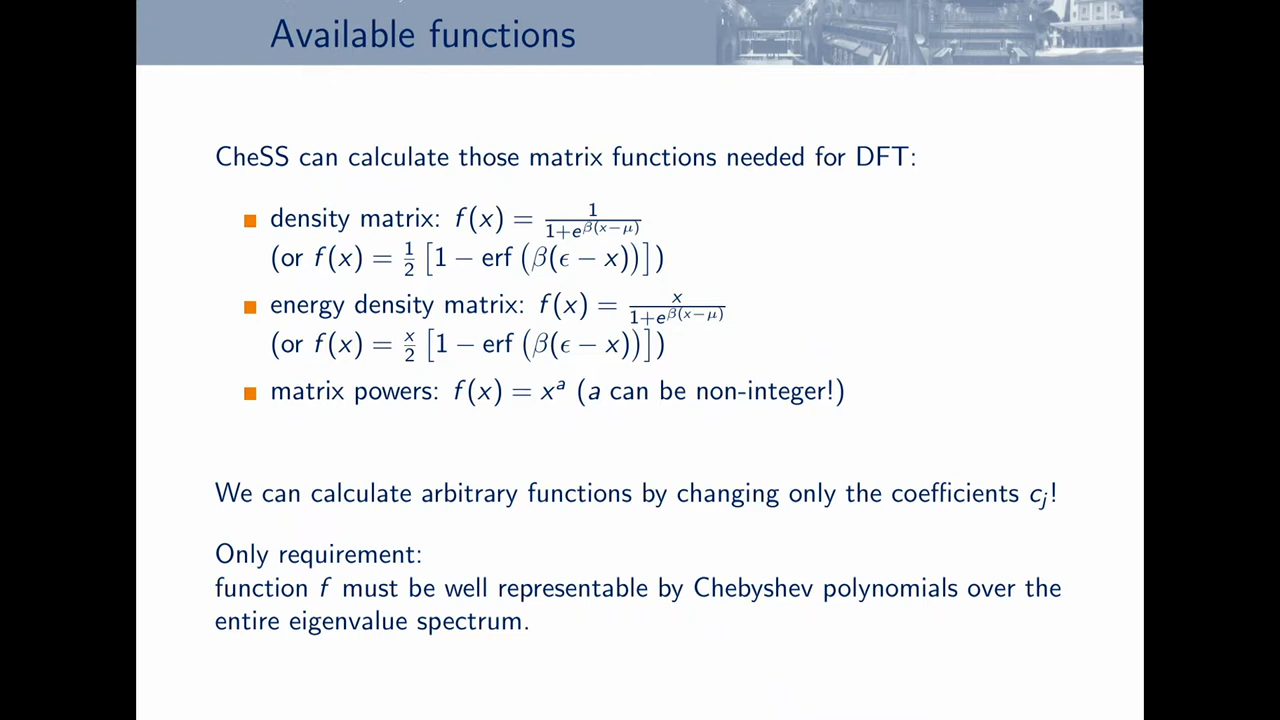 Available functions
CheSS can calculate those matrix functions needed for DFT:
density matrix: f(x) = 1/(1+e^{β(x−μ)})
(or f(x) = 1/2 [1 − erf (β(ϵ − x))])
energy density matrix: f(x) = x/(1+e^{β(x−μ)})
(or f(x) = x/2 [1 − erf (β(ϵ − x))])
matrix powers: f(x) = x^a (a can be non-integer!)
We can calculate arbitrary functions by changing only the coefficients c_j!
Only requirement:
function f must be well representable by Chebyshev polynomials over the
entire eigenvalue spectrum.